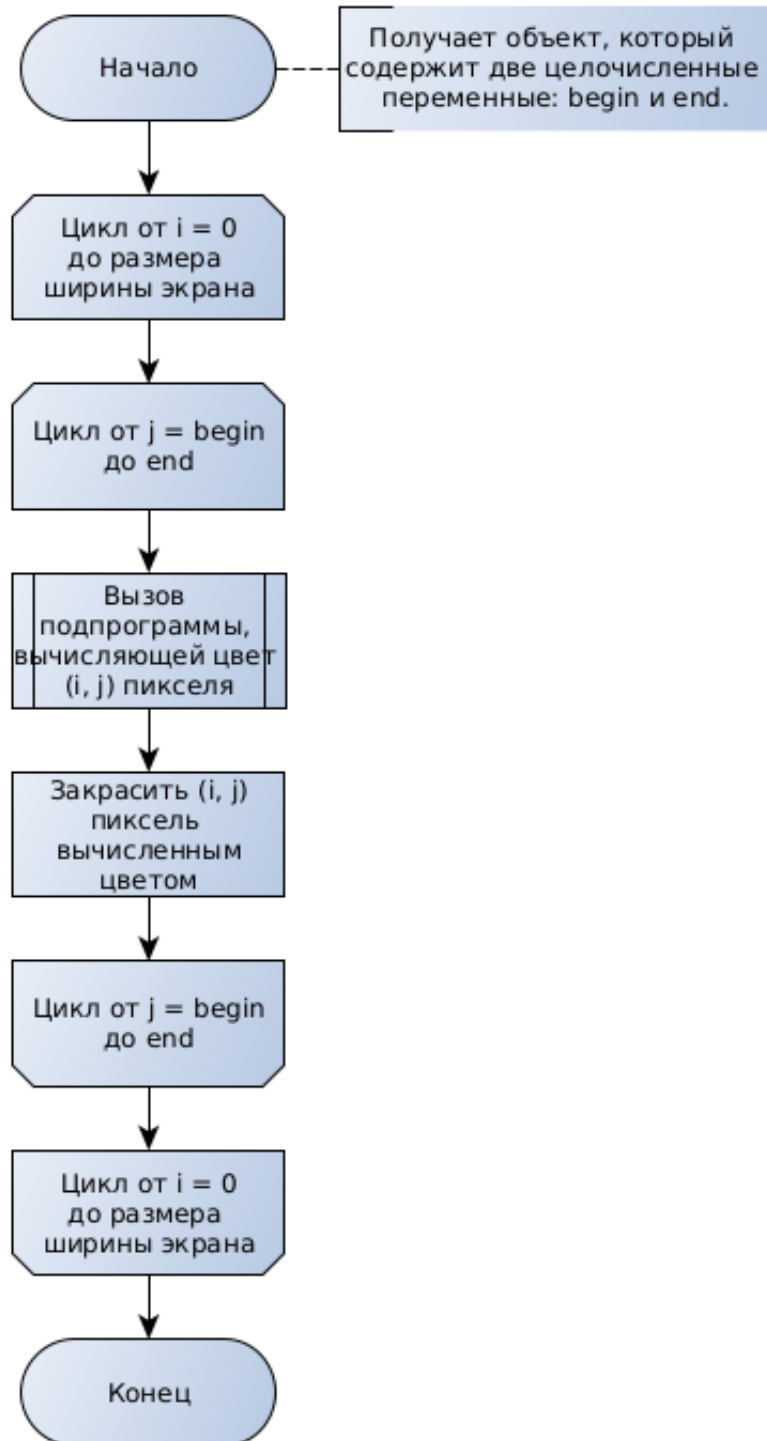 Начало
Получает объект, который
содержит две целочисленные
переменные: begin и end.
Цикл от i = 0
до размера
ширины экрана
Цикл от j = begin
до end
Вызов
подпрограммы,
вычисляющей цвет
(i, j) пикселя
Закрасить (i, j)
пиксель
вычисленным
цветом
Цикл от j = begin
до end
Цикл от i = 0
до размера
ширины экрана
Конец